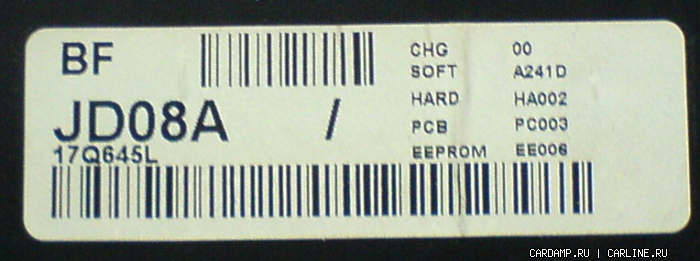 BF
JD08A /
17Q645L
CHG 00
SOFT A241D
HARD HA002
PCB PC003
EEPROM EE006
CARDAMP.RU | CARLINE.RU